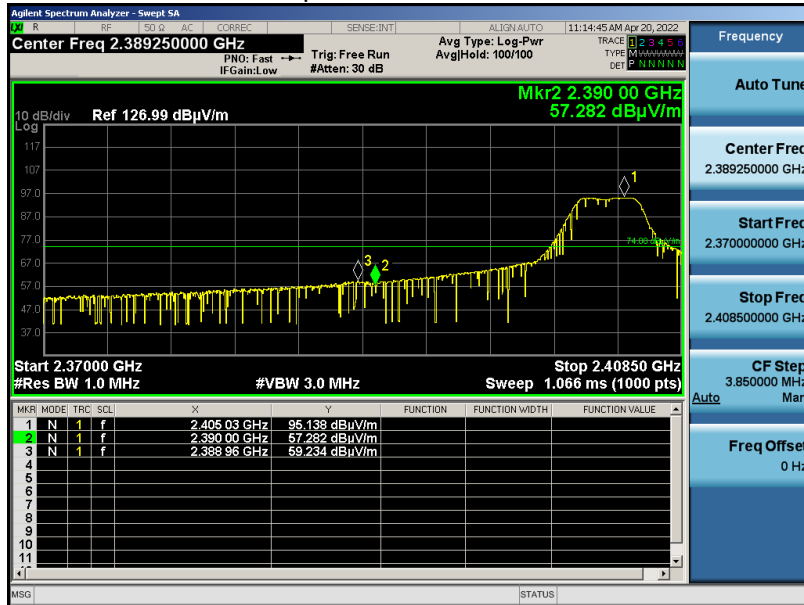 Agilent Spectrum Analyzer - Swept SA
LXI R RF 50 Ω AC CORREC SENSE:INT ALIGN AUTO 11:14:45 AM Apr 20, 2022
Center Freq 2.389250000 GHz
PNO: Fast
IFGain:Low
Trig: Free Run
#Atten: 30 dB
Avg Type: Log-Pwr
Avg|Hold: 100/100
TRACE 1 2 3 4 5 6
TYPE M
DET P N N N N N
Mkr2 2.390 00 GHz
57.282 dBµV/m
10 dB/div Ref 126.99 dBµV/m
Log
117
107
97.0
87.0
77.0
67.0
57.0
47.0
37.0
1
3
2
Start 2.37000 GHz Stop 2.40850 GHz
#Res BW 1.0 MHz #VBW 3.0 MHz Sweep 1.066 ms (1000 pts)
MKR MODE TRC SCL X Y FUNCTION FUNCTION WIDTH FUNCTION VALUE
1 N 1 f 2.405 03 GHz 95.138 dBµV/m
2 N 1 f 2.390 00 GHz 57.282 dBµV/m
3 N 1 f 2.388 96 GHz 59.234 dBµV/m
4
5
6
7
8
9
10
11
MSG STATUS
Frequency
Auto Tune
Center Freq
2.389250000 GHz
Start Freq
2.370000000 GHz
Stop Freq
2.408500000 GHz
CF Step
3.850000 MHz
Auto Man
Freq Offset
0 Hz